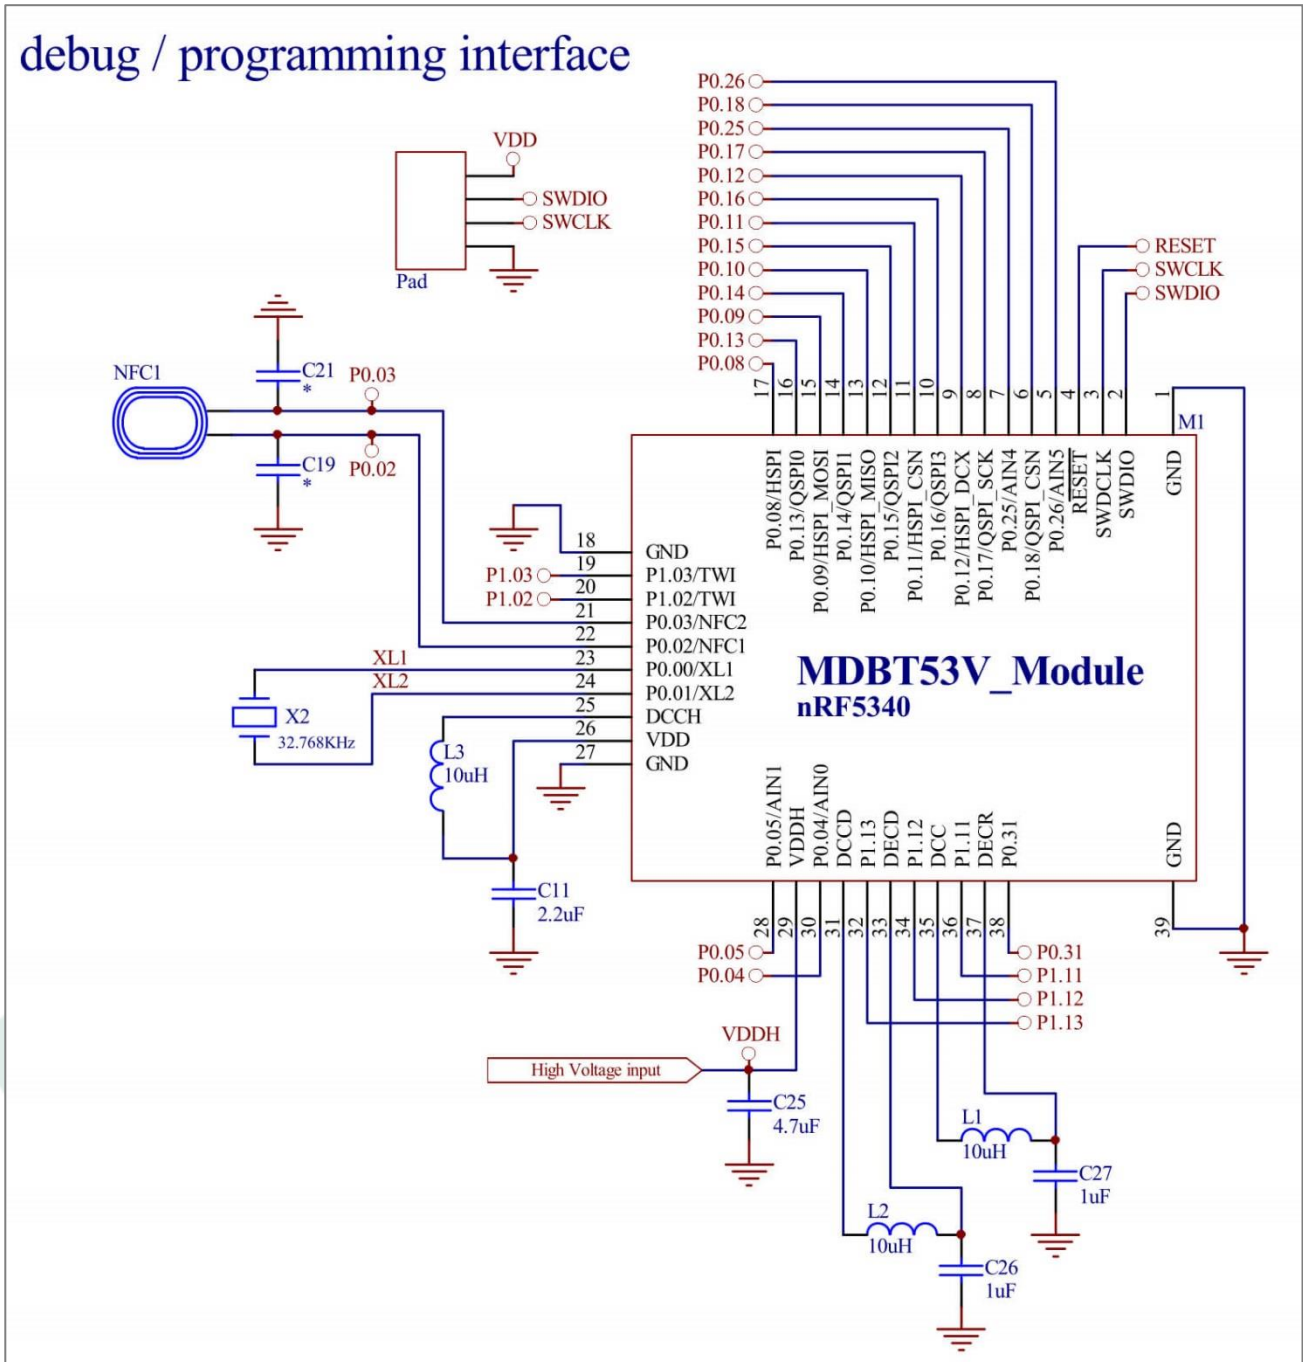 debug / programming interface
VDD
SWDIO
SWCLK
Pad
P0.26
P0.18
P0.25
P0.17
P0.12
P0.16
P0.11
P0.15
P0.10
P0.14
P0.09
P0.13
P0.08
RESET
SWCLK
SWDIO
NFC1
C21
*
P0.03
C19
*
P0.02
17
16
15
14
13
12
11
10
9
8
7
6
5
4
3
2
1
M1
P0.08/HSPI
P0.13/QSPI0
P0.09/HSPI_MOSI
P0.14/QSPI1
P0.10/HSPI_MISO
P0.15/QSPI2
P0.11/HSPI_CSN
P0.16/QSPI3
P0.12/HSPI_DCX
P0.17/QSPI_SCK
P0.25/AIN4
P0.18/QSPI_CSN
P0.26/AIN5
RESET
SWDCLK
SWDIO
GND
18 GND
P1.03 19 P1.03/TWI
P1.02 20 P1.02/TWI
21 P0.03/NFC2
22 P0.02/NFC1
XL1 23 P0.00/XL1
XL2 24 P0.01/XL2
25 DCCH
26 VDD
27 GND
X2
32.768KHz
L3
10uH
C11
2.2uF
MDBT53V_Module
nRF5340
P0.05/AIN1
VDDH
P0.04/AIN0
DCCD
P1.13
DECD
P1.12
DCC
P1.11
DECR
P0.31
GND
28
29
30
31
32
33
34
35
36
37
38
39
P0.05
P0.04
P0.31
P1.11
P1.12
P1.13
VDDH
High Voltage input
C25
4.7uF
L1
10uH
C27
1uF
L2
10uH
C26
1uF